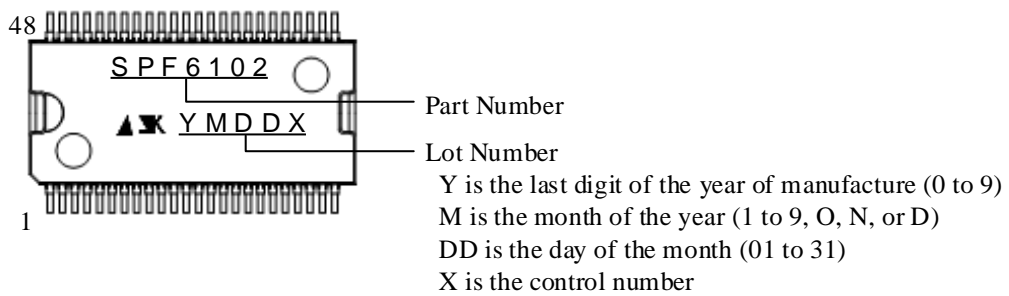 48
SPF6102
Part Number
SK YMDDX
Lot Number
Y is the last digit of the year of manufacture (0 to 9)
M is the month of the year (1 to 9, O, N, or D)
1
DD is the day of the month (01 to 31)
X is the control number